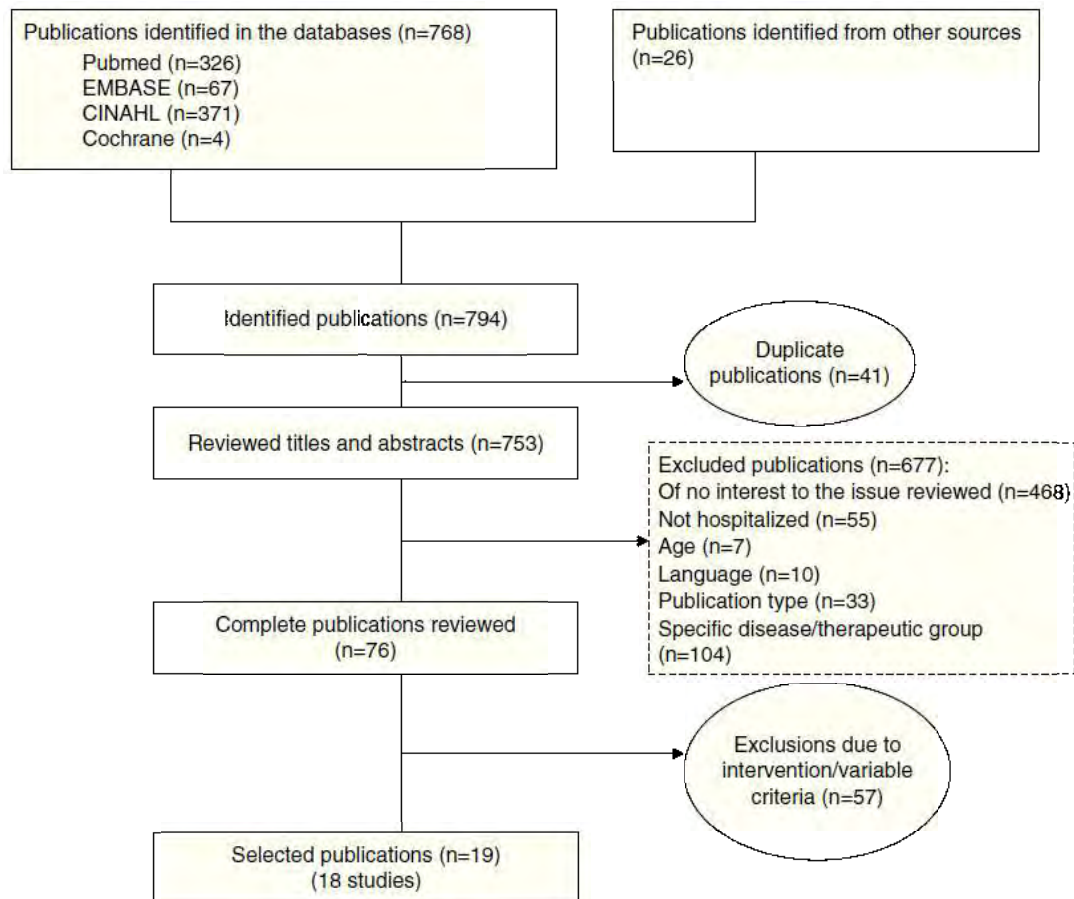 Publications identified in the databases (n=768)
Pubmed (n=326)
EMBASE (n=67)
CINAHL (n=371)
Cochrane (n=4)
Publications identified from other sources
(n=26)
Identified publications (n=794)
Duplicate
publications (n=41)
Reviewed titles and abstracts (n=753)
Excluded publications (n=677):
Of no interest to the issue reviewed (n=468)
Not hospitalized (n=55)
Age (n=7)
Language (n=10)
Publication type (n=33)
Specific disease/therapeutic group
(n=104)
Complete publications reviewed
(n=76)
Exclusions due to
intervention/variable
criteria (n=57)
Selected publications (n=19)
(18 studies)